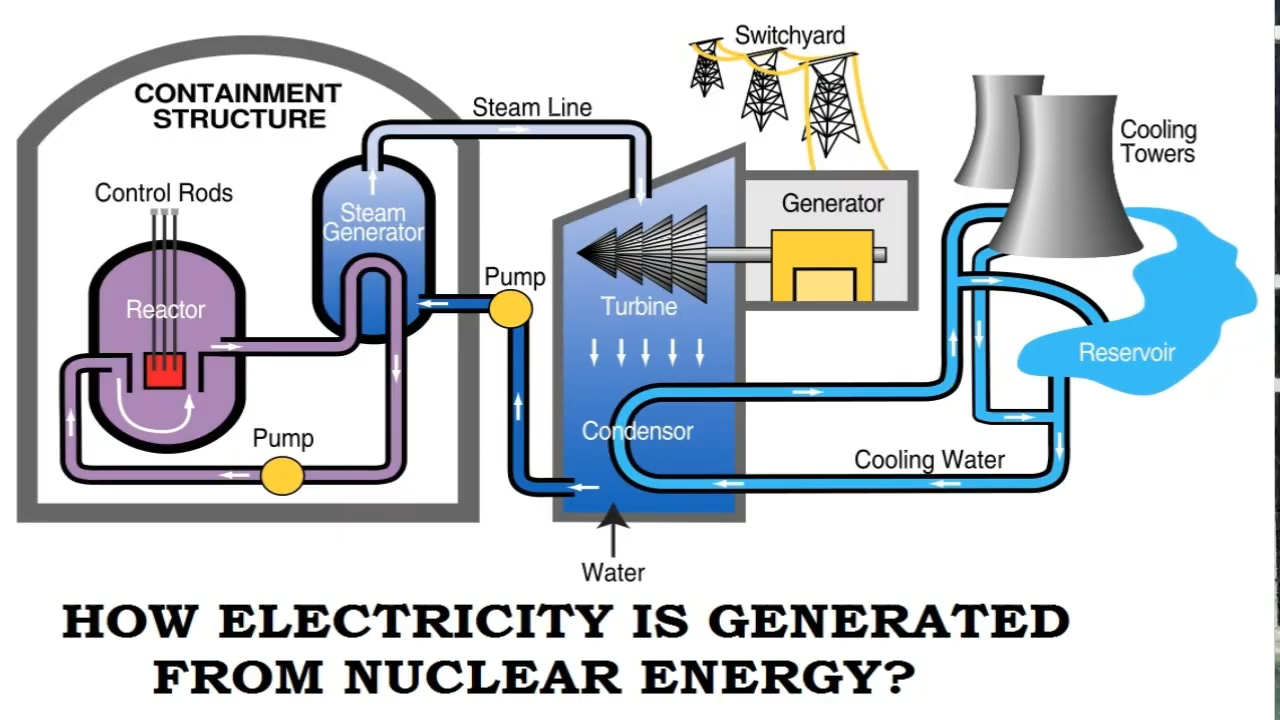 Switchyard
CONTAINMENT
STRUCTURE
Steam Line
Cooling
Towers
Control Rods
Steam
Generator
Generator
Pump
Reactor
Turbine
Reservoir
Condensor
Pump
Cooling Water
Water
HOW ELECTRICITY IS GENERATED
FROM NUCLEAR ENERGY?